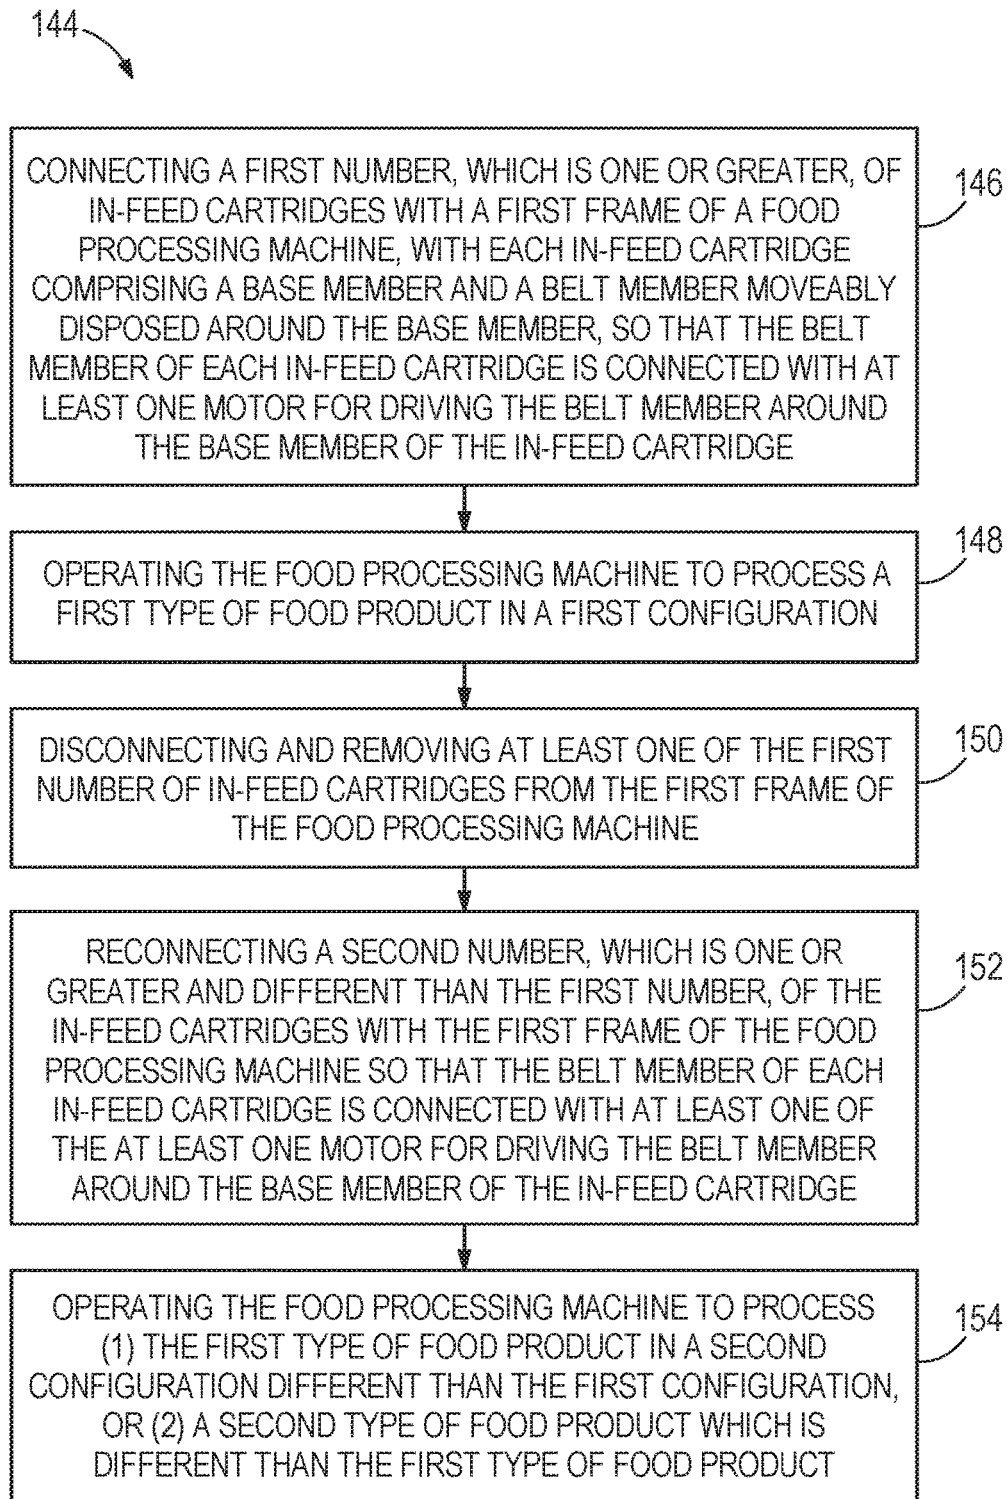 144
CONNECTING A FIRST NUMBER, WHICH IS ONE OR GREATER, OF
IN-FEED CARTRIDGES WITH A FIRST FRAME OF A FOOD
PROCESSING MACHINE, WITH EACH IN-FEED CARTRIDGE
COMPRISING A BASE MEMBER AND A BELT MEMBER MOVEABLY
DISPOSED AROUND THE BASE MEMBER, SO THAT THE BELT
MEMBER OF EACH IN-FEED CARTRIDGE IS CONNECTED WITH AT
LEAST ONE MOTOR FOR DRIVING THE BELT MEMBER AROUND
THE BASE MEMBER OF THE IN-FEED CARTRIDGE
146
OPERATING THE FOOD PROCESSING MACHINE TO PROCESS A
FIRST TYPE OF FOOD PRODUCT IN A FIRST CONFIGURATION
148
DISCONNECTING AND REMOVING AT LEAST ONE OF THE FIRST
NUMBER OF IN-FEED CARTRIDGES FROM THE FIRST FRAME OF
THE FOOD PROCESSING MACHINE
150
RECONNECTING A SECOND NUMBER, WHICH IS ONE OR
GREATER AND DIFFERENT THAN THE FIRST NUMBER, OF THE
IN-FEED CARTRIDGES WITH THE FIRST FRAME OF THE FOOD
PROCESSING MACHINE SO THAT THE BELT MEMBER OF EACH
IN-FEED CARTRIDGE IS CONNECTED WITH AT LEAST ONE OF
THE AT LEAST ONE MOTOR FOR DRIVING THE BELT MEMBER
AROUND THE BASE MEMBER OF THE IN-FEED CARTRIDGE
152
OPERATING THE FOOD PROCESSING MACHINE TO PROCESS
(1) THE FIRST TYPE OF FOOD PRODUCT IN A SECOND
CONFIGURATION DIFFERENT THAN THE FIRST CONFIGURATION,
OR (2) A SECOND TYPE OF FOOD PRODUCT WHICH IS
DIFFERENT THAN THE FIRST TYPE OF FOOD PRODUCT
154